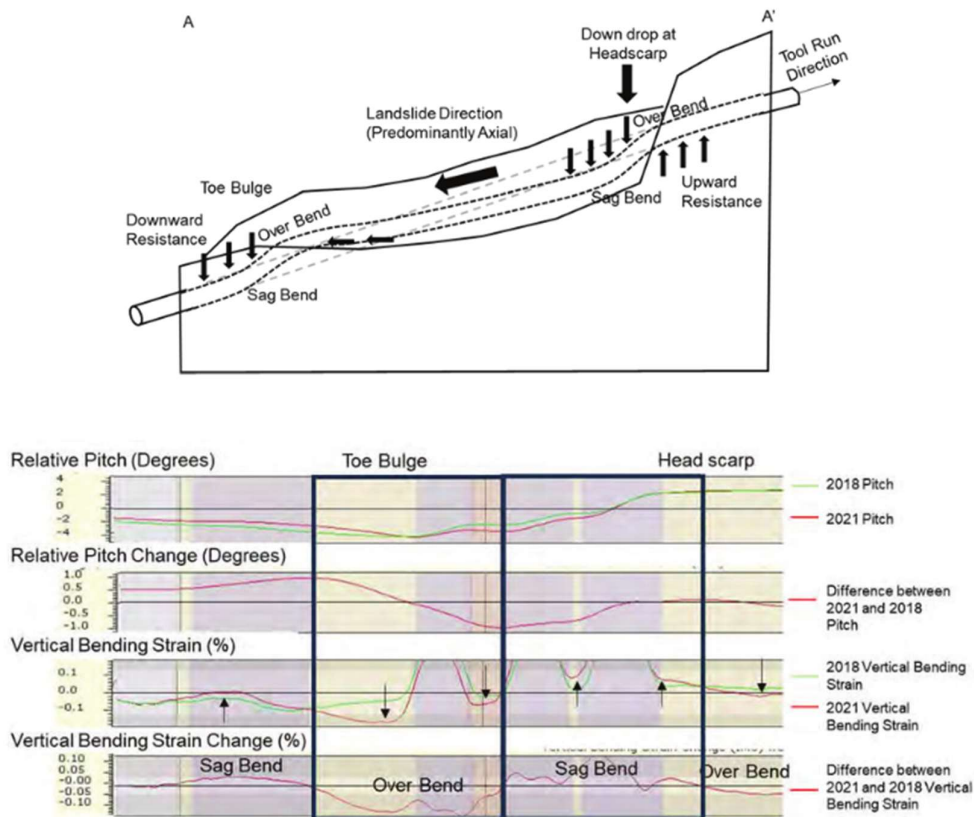 A
A'
Down drop at
Headscarp
Tool Run
Direction
Landslide Direction
(Predominantly Axial)
Over Bend
Toe Bulge
Sag Bend
Upward
Resistance
Downward
Resistance
Over Bend
Sag Bend
Relative Pitch (Degrees)
Toe Bulge
Head scarp
4
2
0
-2
-4
2018 Pitch
2021 Pitch
Relative Pitch Change (Degrees)
1.0
0.5
0.0
-0.5
-1.0
Difference between
2021 and 2018
Pitch
Vertical Bending Strain (%)
0.1
0.0
-0.1
2018 Vertical Bending
Strain
2021 Vertical
Bending Strain
Vertical Bending Strain Change (%)
0.10
0.05
-0.00
-0.05
-0.10
Sag Bend
Over Bend
Sag Bend
Over Bend
Difference between
2021 and 2018 Vertical
Bending Strain